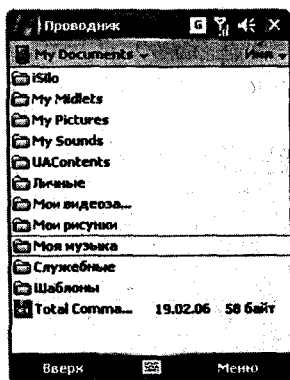 Проводник
My Documents Имя
iSilo
My Midlets
My Pictures
My Sounds
UAContents
Личные
Мои видеоза...
Мои рисунки
Моя музыка
Служебные
Шаблоны
Total Comma... 19.02.06 58 байт
Вверх Меню